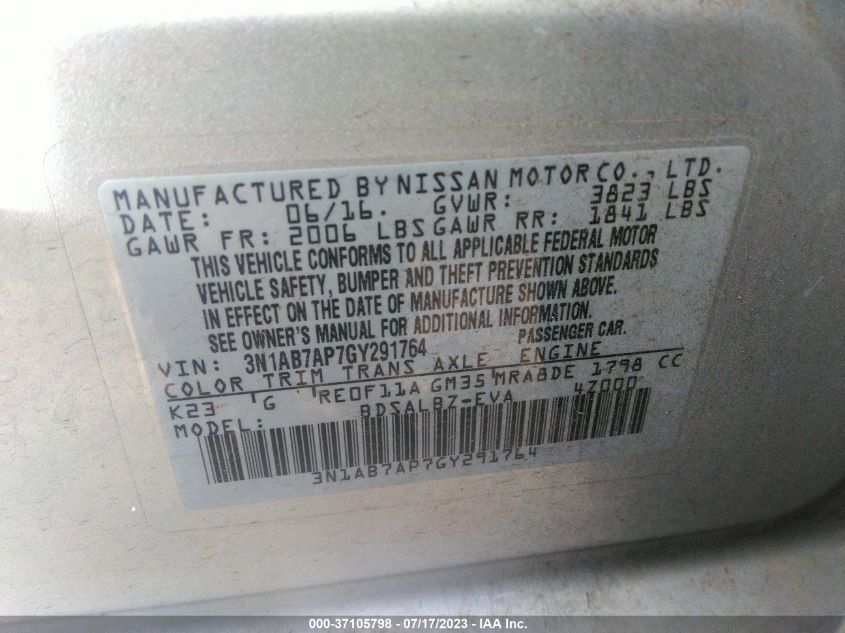 MANUFACTURED BY NISSAN MOTOR CO., LTD.
DATE: 06/16. GVWR: 3823 LBS
GAWR FR: 2006 LBS GAWR RR: 1841 LBS
THIS VEHICLE CONFORMS TO ALL APPLICABLE FEDERAL MOTOR
VEHICLE SAFETY, BUMPER AND THEFT PREVENTION STANDARDS
IN EFFECT ON THE DATE OF MANUFACTURE SHOWN ABOVE.
SEE OWNER'S MANUAL FOR ADDITIONAL INFORMATION.
VIN: 3N1AB7AP7GY291764 PASSENGER CAR.
COLOR TRIM TRANS AXLE ENGINE
K23 G RE0F11A GM35 MRA8DE 1798 CC
MODEL: BDSALBZ-EVA 4Z000
3N1AB7AP7GY291764
000-37105798 - 07/17/2023 - IAA Inc.